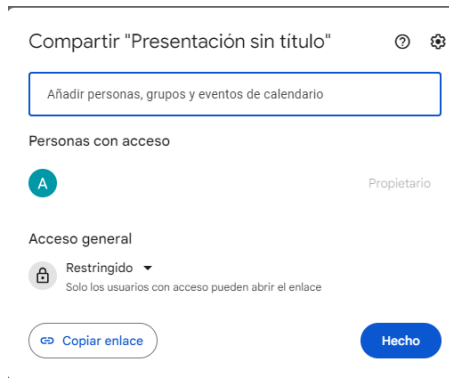 Compartir "Presentación sin título"
Añadir personas, grupos y eventos de calendario
Personas con acceso
A
Propietario
Acceso general
Restringido
Solo los usuarios con acceso pueden abrir el enlace
Copiar enlace
Hecho